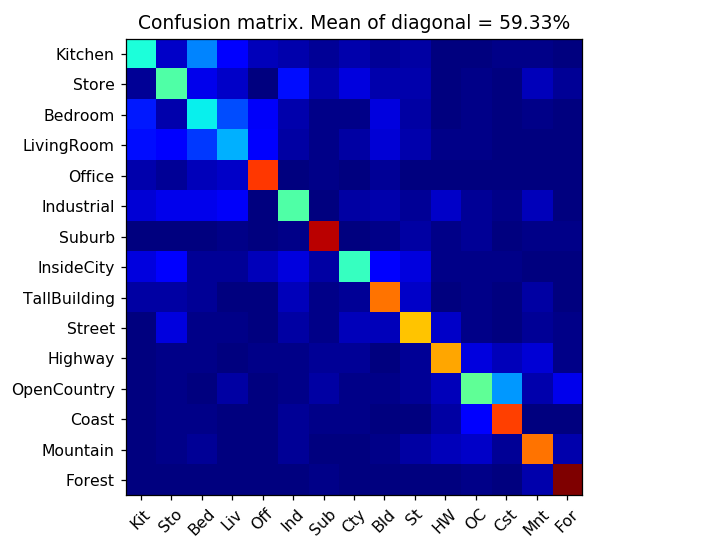 Confusion matrix. Mean of diagonal = 59.33%
Kitchen
Store
Bedroom
LivingRoom
Office
Industrial
Suburb
InsideCity
TallBuilding
Street
Highway
OpenCountry
Coast
Mountain
Forest
Kit Sto Bed Liv Off Ind Sub Cty Bld St HW OC Cst Mnt For